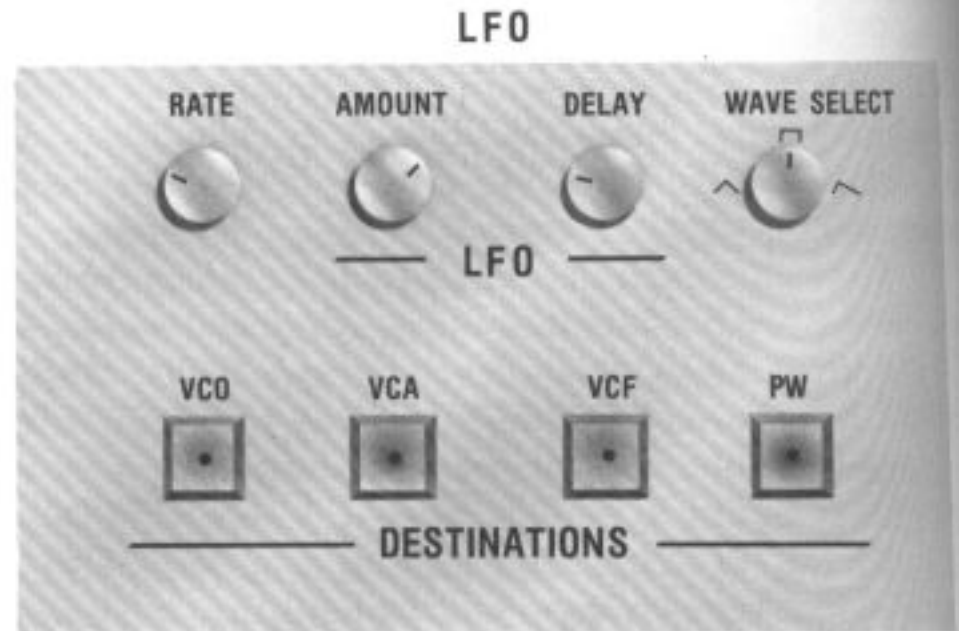 LFO
RATE AMOUNT DELAY WAVE SELECT
LFO
VCO VCA VCF PW
DESTINATIONS